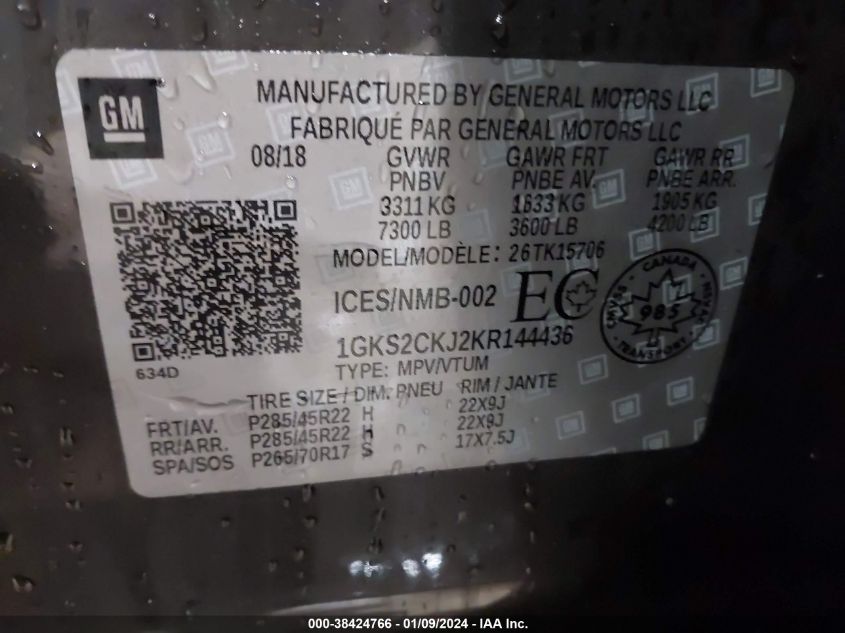 GM
MANUFACTURED BY GENERAL MOTORS LLC
FABRIQUÉ PAR GENERAL MOTORS LLC
08/18 GVWR GAWR FRT GAWR RR
PNBV PNBE AV. PNBE ARR.
3311 KG 1633 KG 1905 KG
7300 LB 3600 LB 4200 LB
MODEL/MODÈLE: 26TK15706
ICES/NMB-002 EC
CANADA
CMVSS 985 NSVAC
TRANSPORT
1GKS2CKJ2KR144436
634D
TYPE: MPV/VTUM
TIRE SIZE / DIM. PNEU RIM / JANTE
FRT/AV. P285/45R22 H 22X9J
RR/ARR. P285/45R22 H 22X9J
SPA/SOS P265/70R17 S 17X7.5J
000-38424766 - 01/09/2024 - IAA Inc.